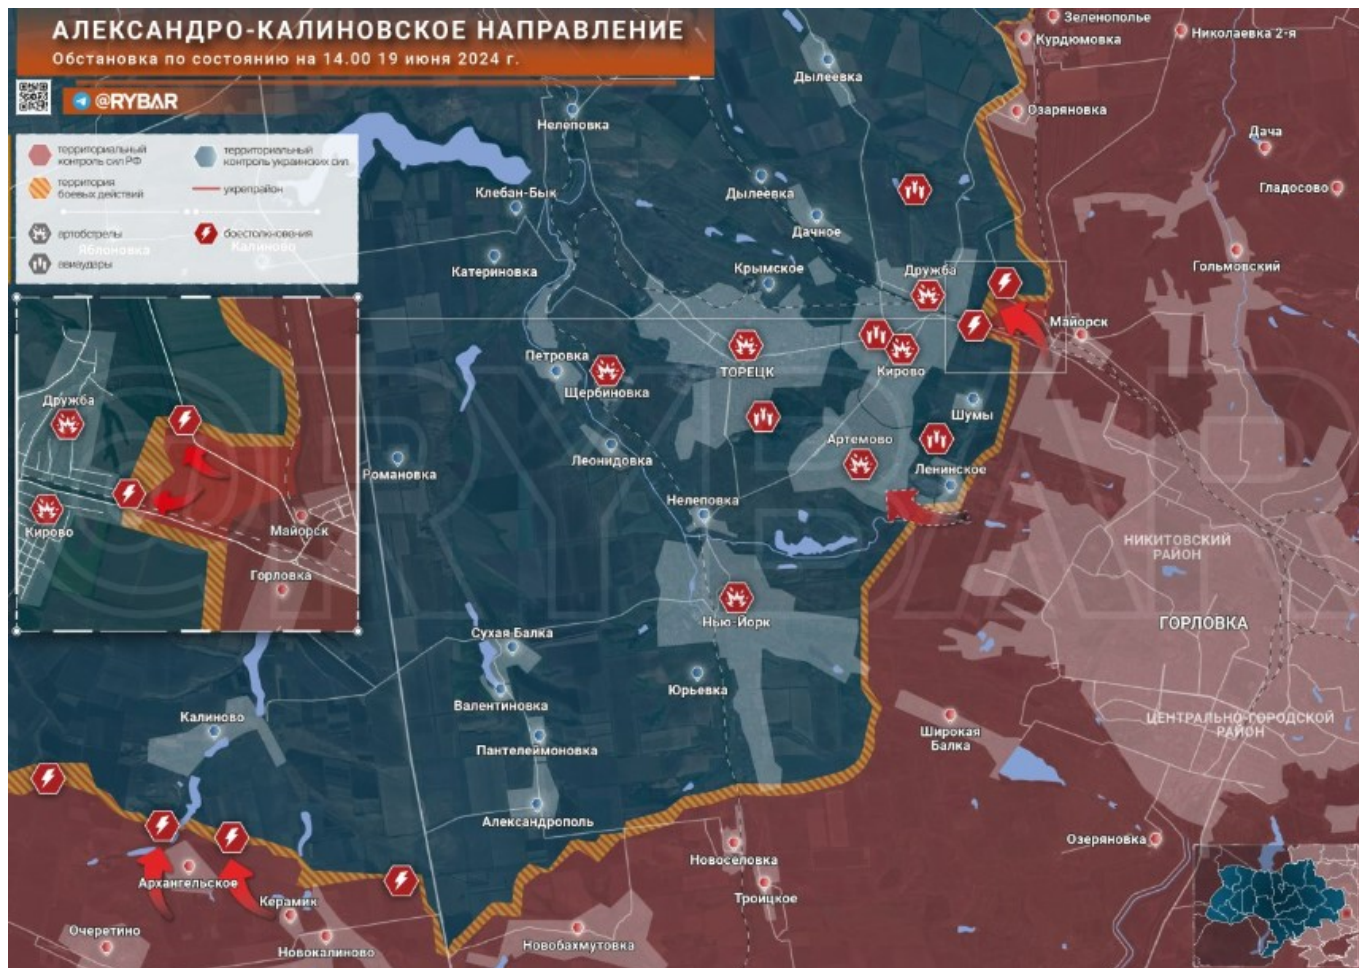 АЛЕКСАНДРО-КАЛИНОВСКОЕ НАПРАВЛЕНИЕ
Обстановка по состоянию на 14.00 19 июня 2024 г.
@RYBAR
территориальный
контроль сил РФ
территориальный
контроль украинских сил
территория
боевых действий
укрепрайон
артобстрелы
боестолкновения
авиаудары
Яблоновка
Калиново
Зеленополье
Курдюмовка
Николаевка 2-я
Дылеевка
Озаряновка
Нелеповка
Дача
Клебан-Бык
Дылеевка
Гладосово
Дачное
Катериновка
Крымское
Дружба
Гольмовский
Майорск
Петровка
Щербиновка
ТОРЕЦК
Кирово
Шумы
Артемово
Леонидовка
Романовка
Ленинское
Нелеповка
Дружба
Кирово
Майорск
Горловка
RYBAR
НИКИТОВСКИЙ
РАЙОН
Нью-Йорк
ГОРЛОВКА
Сухая Балка
Юрьевка
Валентиновка
Калиново
ЦЕНТРАЛЬНО-ГОРОДСКОЙ
РАЙОН
Широкая
Балка
Пантелеймоновка
Александрополь
Озеряновка
Новоселовка
Архангельское
Троицкое
Керамик
Очеретино
Новокалиново
Новобахмутовка